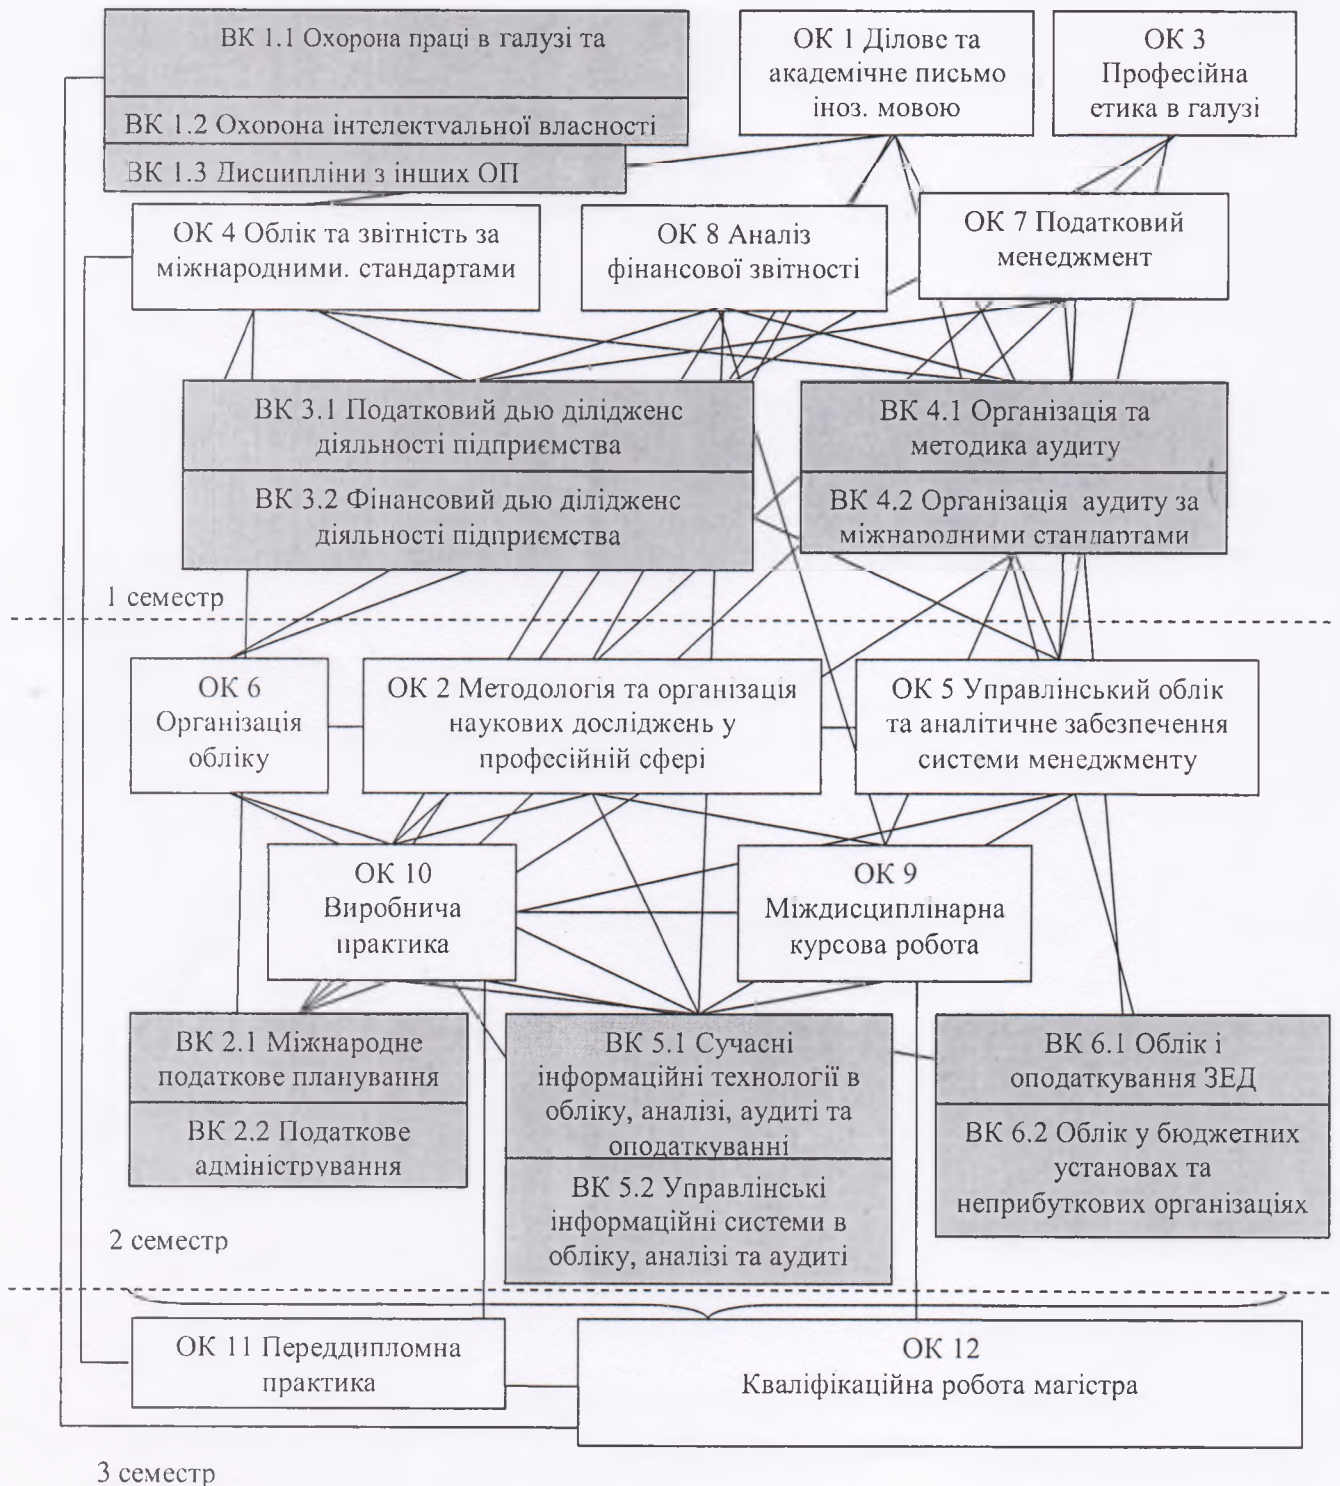 ВК 1.1 Охорона праці в галузі та
ВК 1.2 Охорона інтелектуальної власності
ВК 1.3 Дисципліни з інших ОП
ОК 1 Ділове та
академічне письмо
іноз. мовою
ОК 3
Професійна
етика в галузі
ОК 4 Облік та звітність за
міжнародними. стандартами
ОК 8 Аналіз
фінансової звітності
ОК 7 Податковий
менеджмент
ВК 3.1 Податковий дью ділідженс
діяльності підприємства
ВК 3.2 Фінансовий дью ділідженс
діяльності підприємства
ВК 4.1 Організація та
методика аудиту
ВК 4.2 Організація аудиту за
міжнародними стандартами
1 семестр
ОК 6
Організація
обліку
ОК 2 Методологія та організація
наукових досліджень у
професійній сфері
ОК 5 Управлінський облік
та аналітичне забезпечення
системи менеджменту
ОК 10
Виробнича
практика
ОК 9
Міждисциплінарна
курсова робота
ВК 2.1 Міжнародне
податкове планування
ВК 2.2 Податкове
адміністрування
ВК 5.1 Сучасні
інформаційні технології в
обліку, аналізі, аудиті та
оподаткуванні
ВК 5.2 Управлінські
інформаційні системи в
обліку, аналізі та аудиті
ВК 6.1 Облік і
оподаткування ЗЕД
ВК 6.2 Облік у бюджетних
установах та
неприбуткових організаціях
2 семестр
ОК 11 Переддипломна
практика
ОК 12
Кваліфікаційна робота магістра
3 семестр